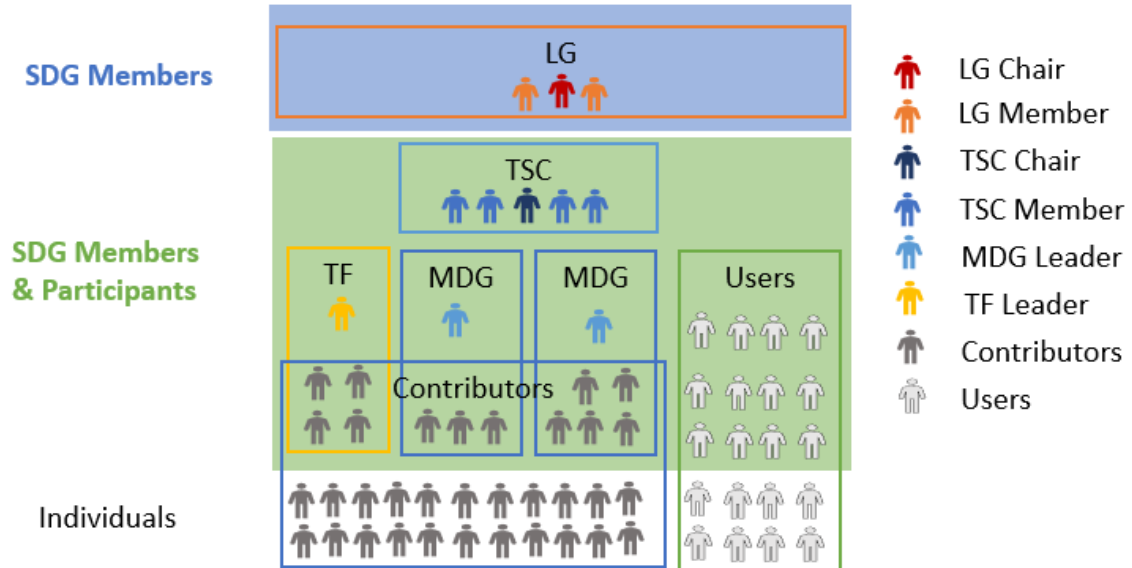 SDG Members
LG
LG Chair
LG Member
TSC Chair
TSC Member
MDG Leader
TF Leader
Contributors
Users
SDG Members
& Participants
TSC
TF
MDG
MDG
Users
Contributors
Individuals